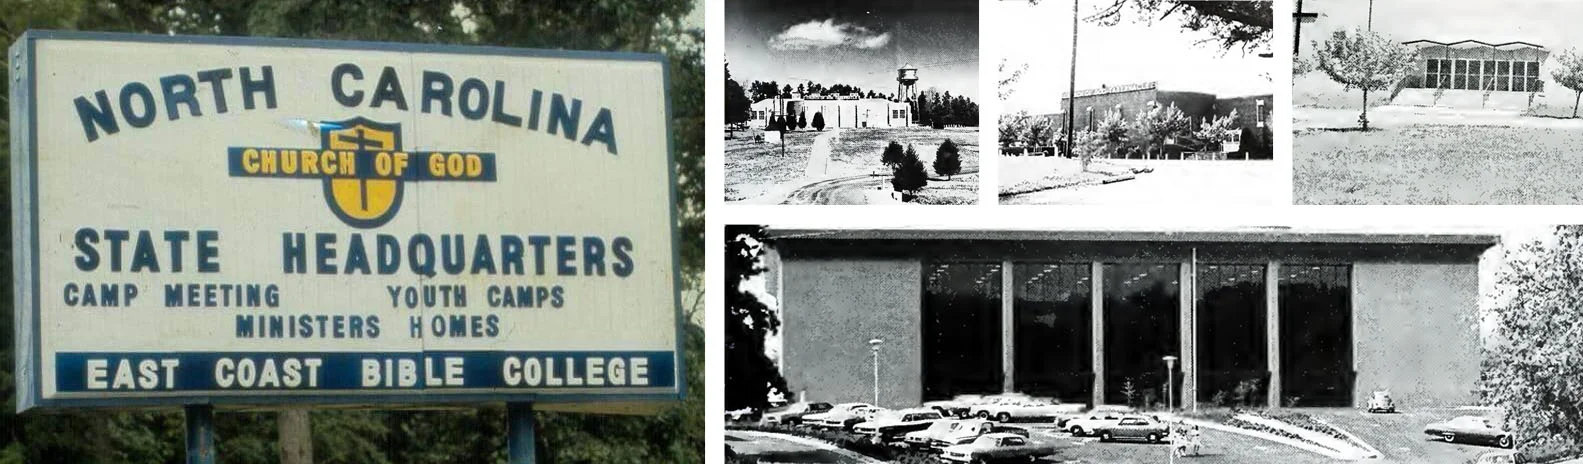 NORTH CAROLINA
CHURCH OF GOD
STATE HEADQUARTERS
CAMP MEETING YOUTH CAMPS
MINISTERS HOMES
EAST COAST BIBLE COLLEGE